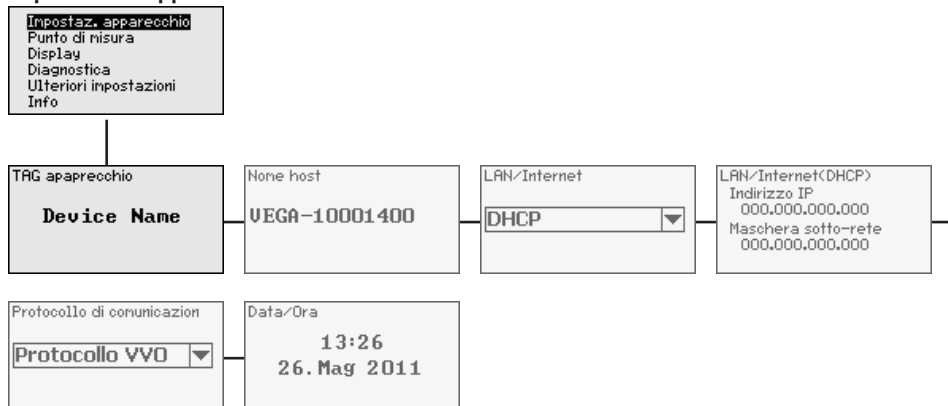 Impostaz. apparecchio
Punto di misura
Display
Diagnostica
Ulteriori impostazioni
Info
TAG apaprecchio
Device Name
Nome host
VEGA-10001400
LAN/Internet
DHCP
LAN/Internet(DHCP)
Indirizzo IP
000.000.000.000
Maschera sotto-rete
000.000.000.000
Protocollo di comunicazion
Protocollo VVO
Data/Ora
13:26
26.Mag 2011